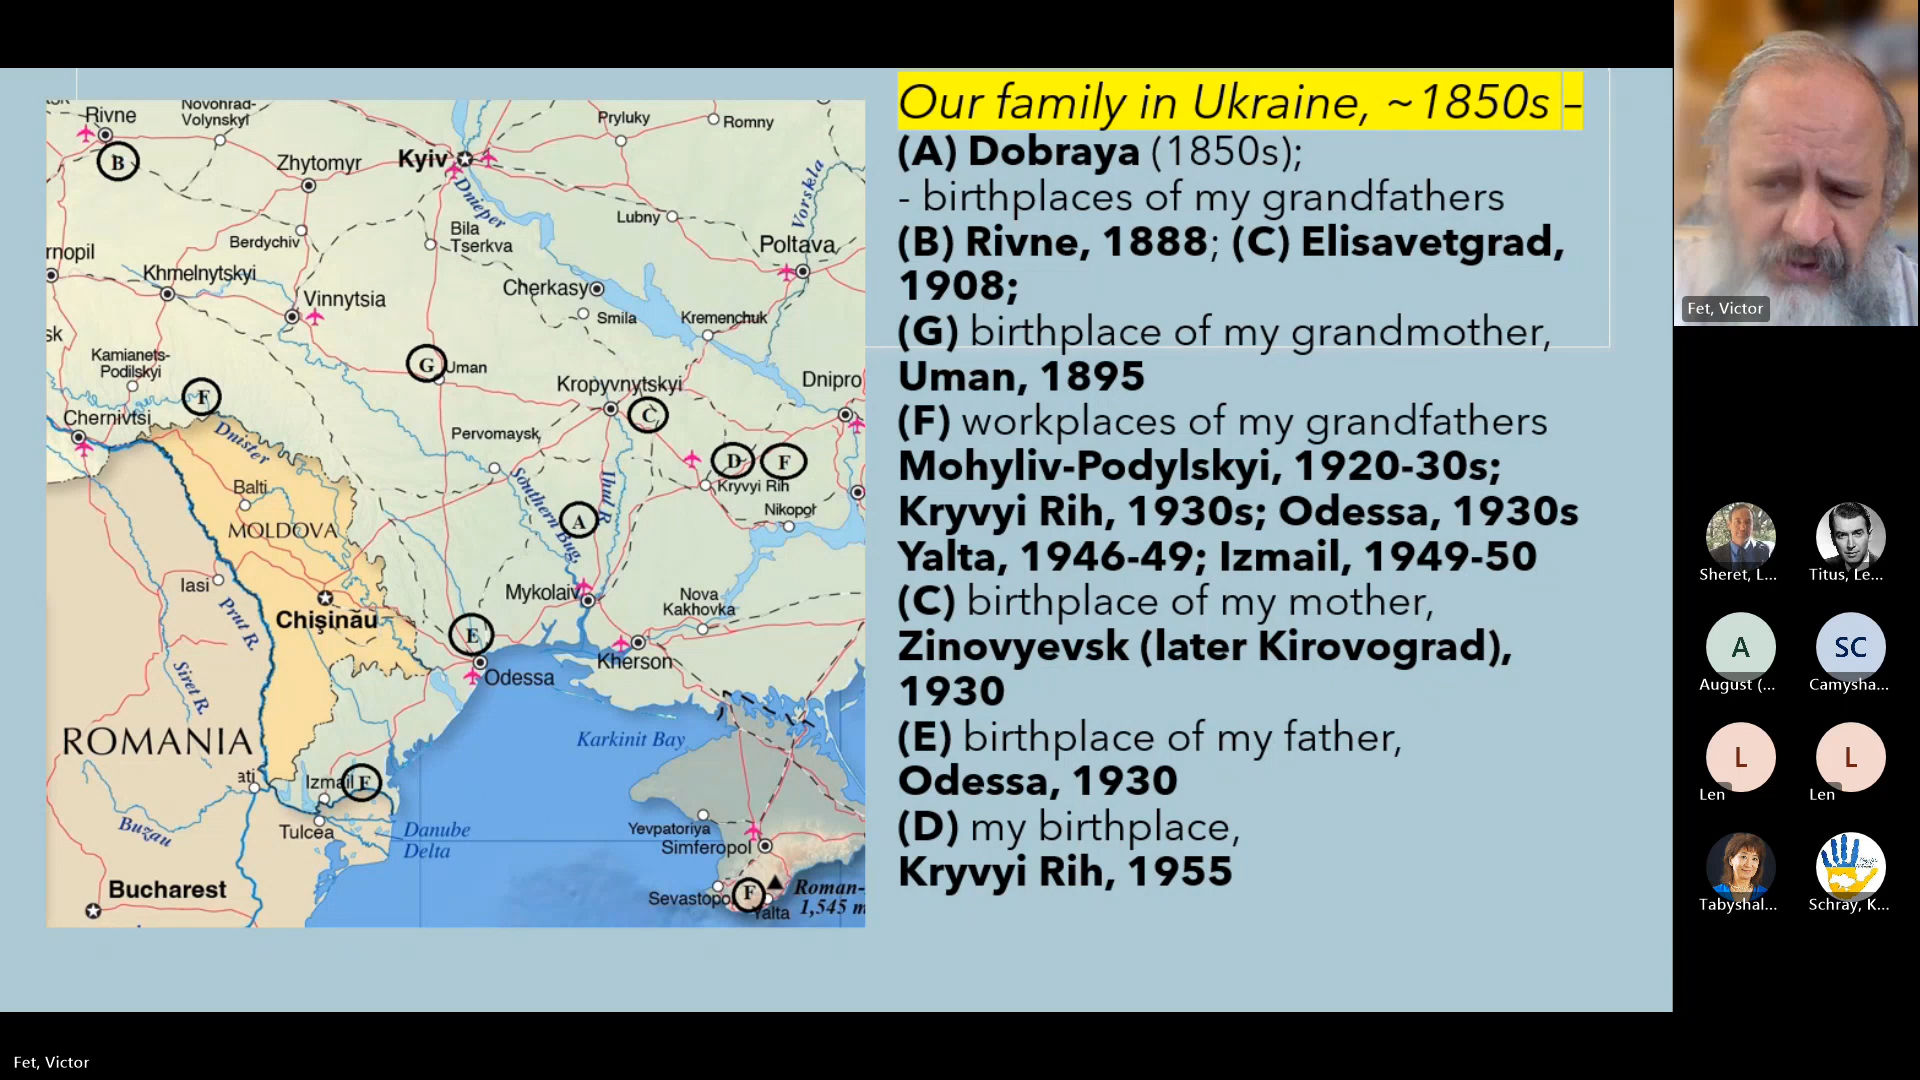 Our family in Ukraine, ~1850s –
(A) Dobraya (1850s);
- birthplaces of my grandfathers
(B) Rivne, 1888; (C) Elisavetgrad,
1908;
(G) birthplace of my grandmother,
Uman, 1895
(F) workplaces of my grandfathers
Mohyliv-Podylskyi, 1920-30s;
Kryvyi Rih, 1930s; Odessa, 1930s
Yalta, 1946-49; Izmail, 1949-50
(C) birthplace of my mother,
Zinovyevsk (later Kirovograd),
1930
(E) birthplace of my father,
Odessa, 1930
(D) my birthplace,
Kryvyi Rih, 1955
Rivne
B
Novohrad-
Volynskyi
Zhytomyr
Kyiv
Dnieper
Pryluky
Romny
Vorskla
Lubny
Poltava
Berdychiv
Bila
Tserkva
rnopil
Khmelnytskyi
Vinnytsia
Cherkasy
Smila
Kremenchuk
sk
Kamianets-
Podilskyi
F
G
Uman
Kropyvnytskyi
C
Dnipro
Chernivtsi
Dnister
Pervomaysk
D
F
Kryvyi Rih
Nikopol
Balti
MOLDOVA
Southern Bug
A
Iasi
Prut R.
Chişinău
Mykolaiv
Nova
Kakhovka
E
Odessa
Kherson
Siret R.
ROMANIA
Karkinit Bay
ati
Izmail
F
Buzau
Tulcea
Danube
Delta
Yevpatoriya
Simferopol
Bucharest
Sevastopo
F
Yalta
Roman-
1,545 m
Fet, Victor
Sheret, L...
Titus, Le...
A
August (...
SC
Camysha...
L
Len
L
Len
Tabyshal...
Schray, K...
Fet, Victor